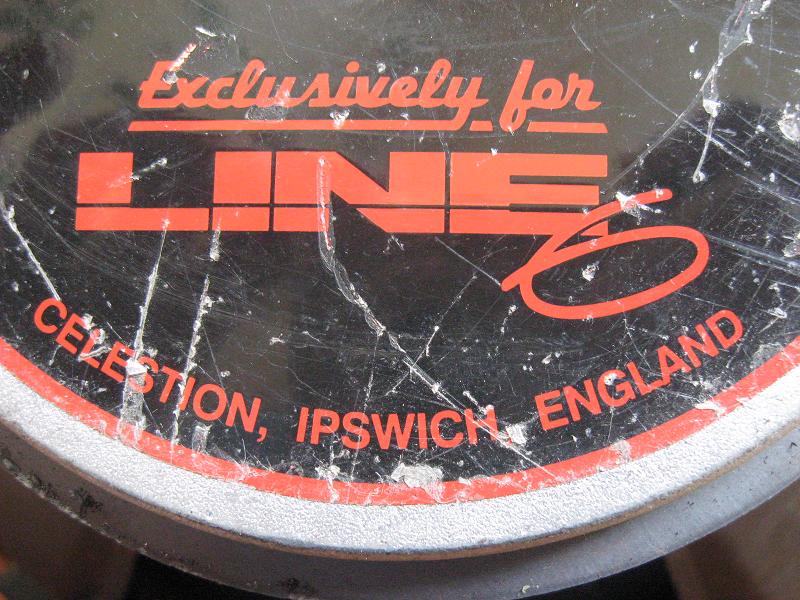 Exclusively for
LINE 6
CELESTION, IPSWICH, ENGLAND